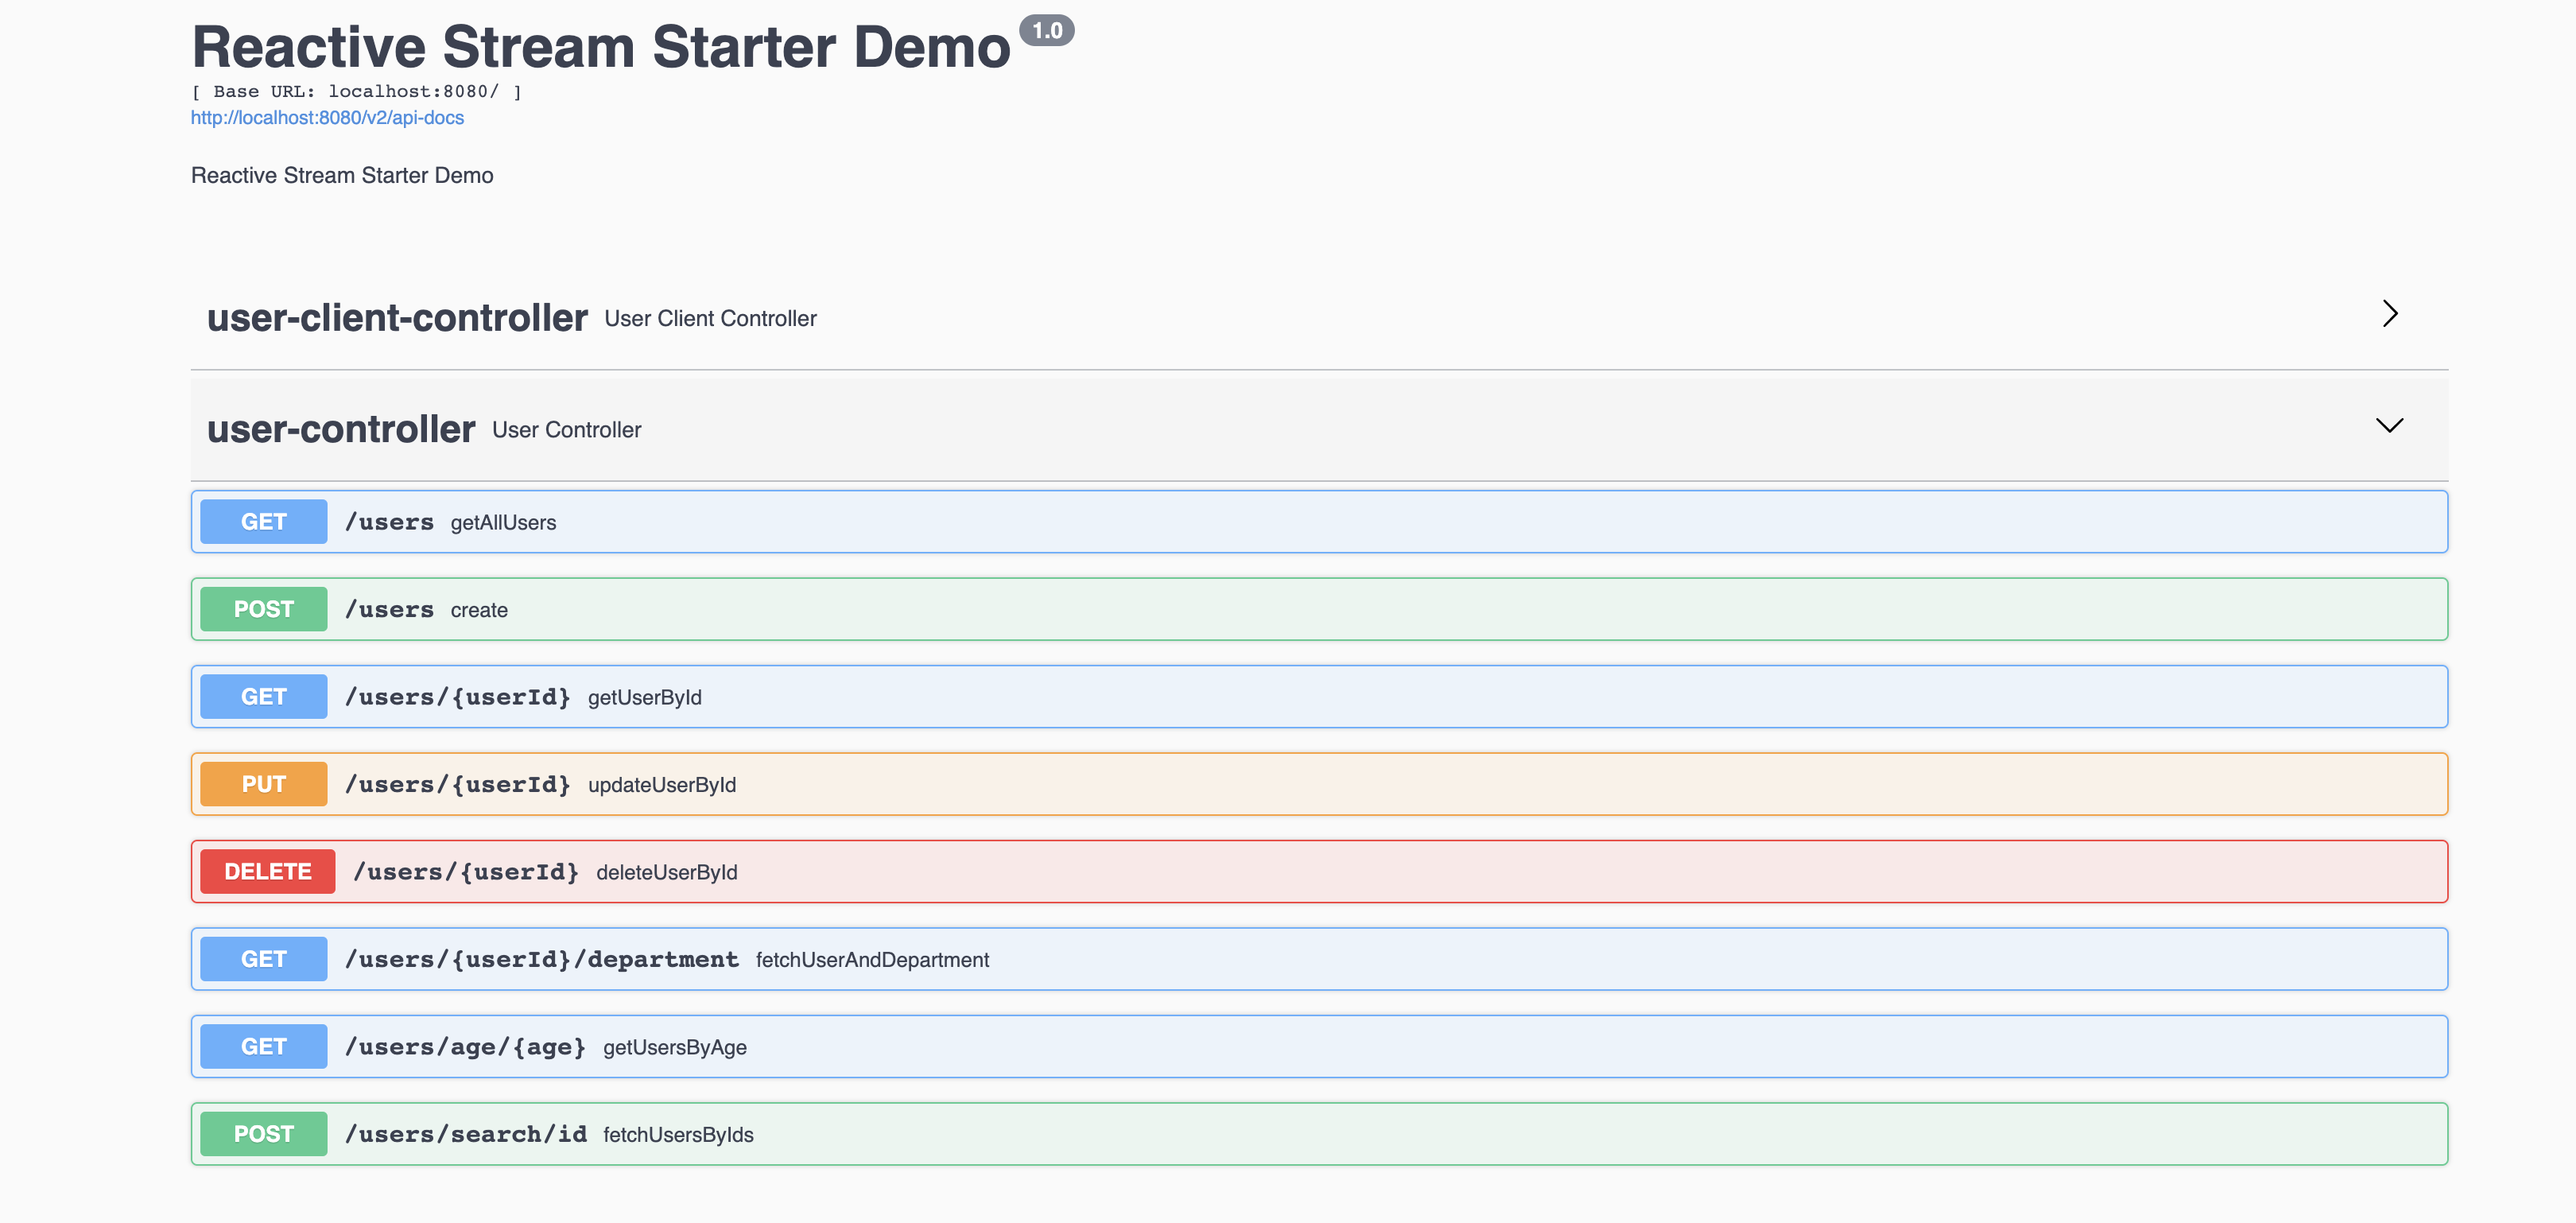 Reactive Stream Starter Demo 1.0
[ Base URL: localhost:8080/ ]
http://localhost:8080/v2/api-docs
Reactive Stream Starter Demo
user-client-controller User Client Controller
user-controller User Controller
GET /users getAllUsers
POST /users create
GET /users/{userId} getUserById
PUT /users/{userId} updateUserById
DELETE /users/{userId} deleteUserById
GET /users/{userId}/department fetchUserAndDepartment
GET /users/age/{age} getUsersByAge
POST /users/search/id fetchUsersByIds